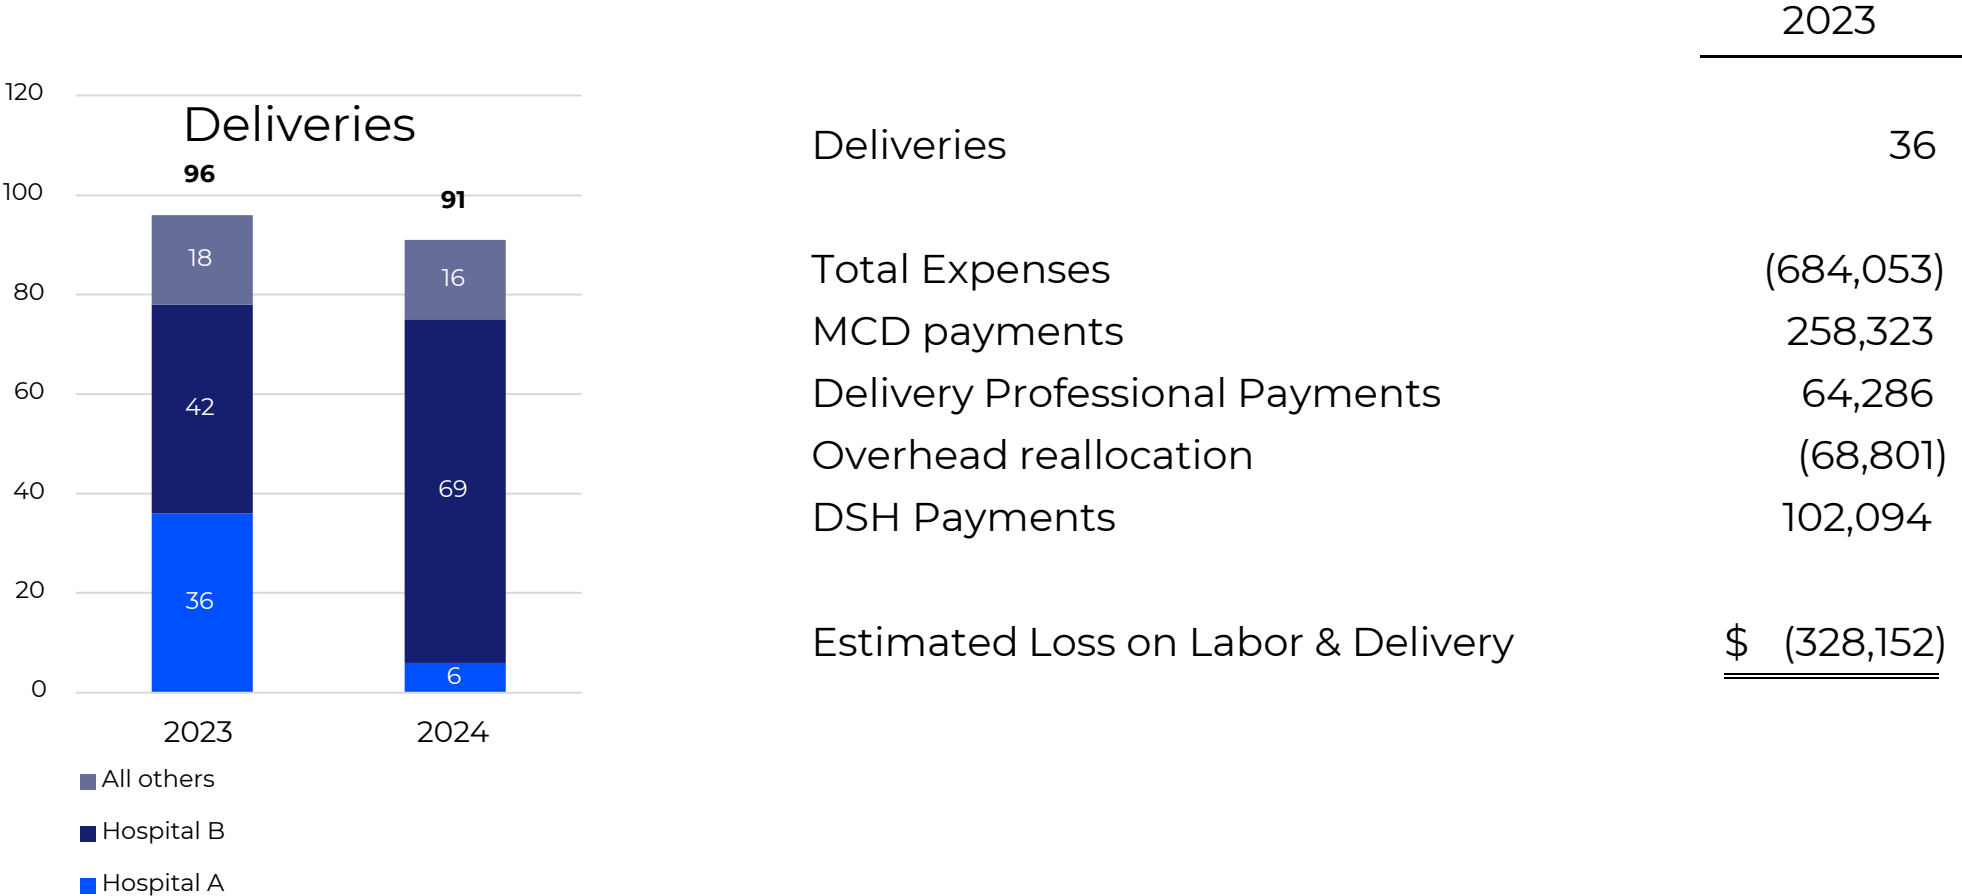 Deliveries
120
100
80
60
40
20
0
96
18
42
36
91
16
69
6
2023
2024
All others
Hospital B
Hospital A
2023
Deliveries 36
Total Expenses (684,053)
MCD payments 258,323
Delivery Professional Payments 64,286
Overhead reallocation (68,801)
DSH Payments 102,094
Estimated Loss on Labor & Delivery $ (328,152)